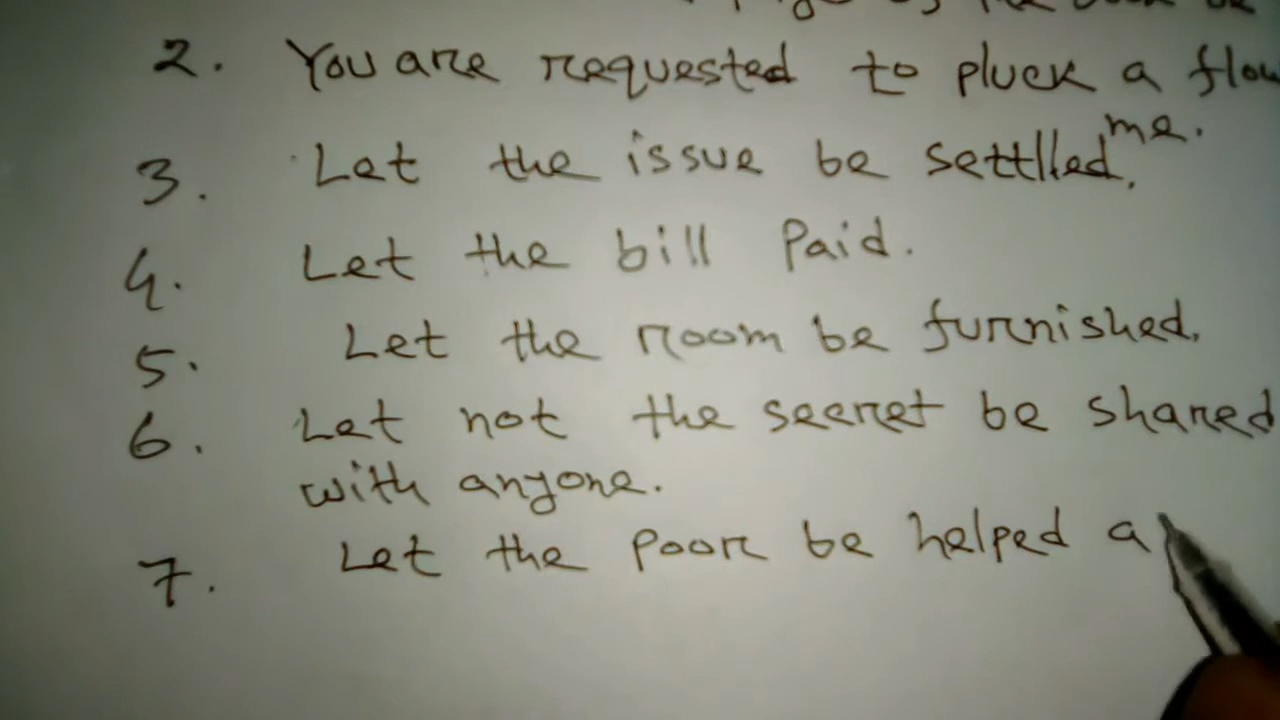 2. You are requested to pluck a flow
me.
3. Let the issue be settlled.
4. Let the bill Paid.
5. Let the room be furnished.
6. Let not the secret be shared
with anyone.
7. Let the poor be helped a